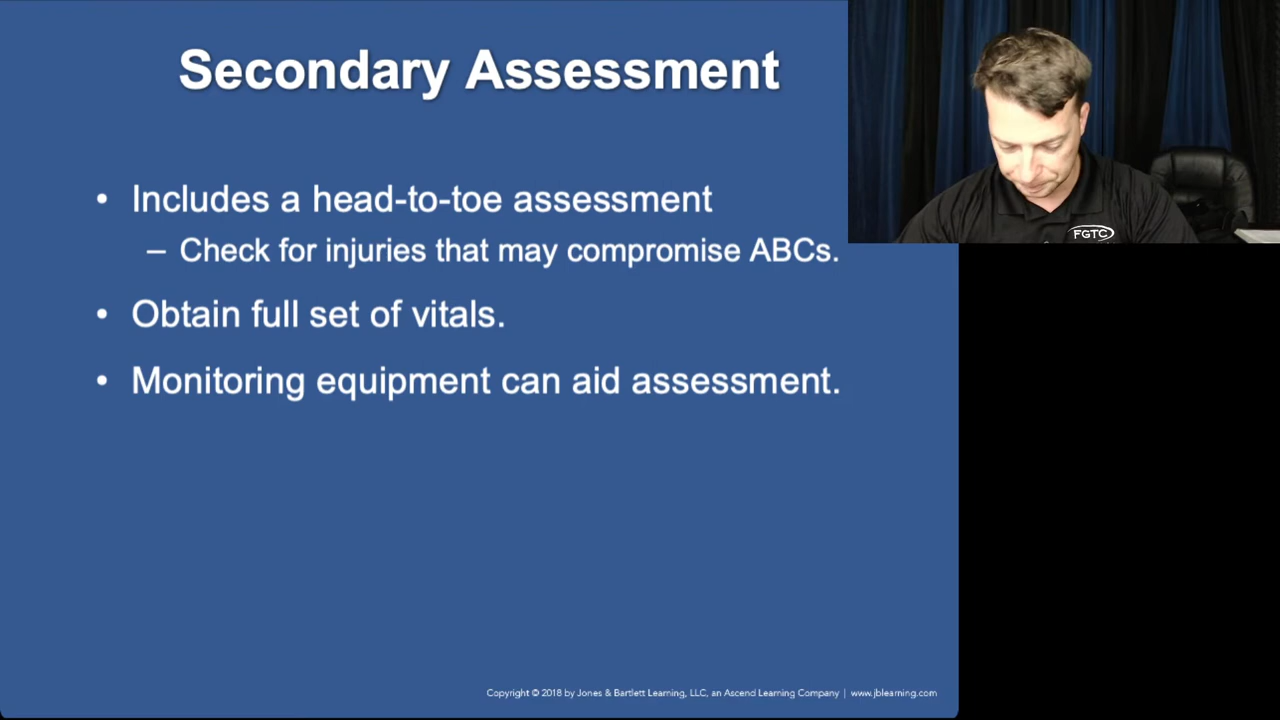 Secondary Assessment
• Includes a head-to-toe assessment
– Check for injuries that may compromise ABCs.
• Obtain full set of vitals.
• Monitoring equipment can aid assessment.
FGTC
Copyright © 2018 by Jones & Bartlett Learning, LLC, an Ascend Learning Company | www.jblearning.com